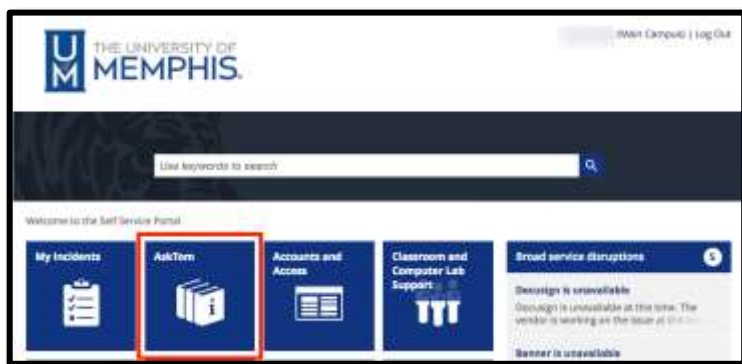 (Main Campus) | Log Out
UM
THE UNIVERSITY OF
MEMPHIS.
Use keywords to search
Welcome to the Self Service Portal
My Incidents
AskTom
i
Accounts and
Access
Classroom and
Computer Lab
Support
Broad service disruptions
5
Docusign is unavailable
Docusign is unavailable at this time. The
vendor is working on the issue at
Banner is unavailable